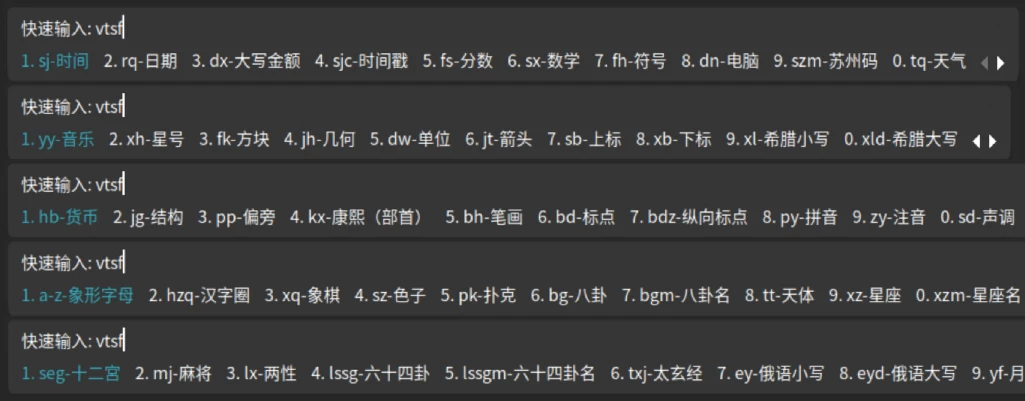 快速输入: vtsf
1. sj-时间 2. rq-日期 3. dx-大写金额 4. sjc-时间戳 5. fs-分数 6. sx-数学 7. fh-符号 8. dn-电脑 9. szm-苏州码 0. tq-天气
快速输入: vtsf
1. yy-音乐 2. xh-星号 3. fk-方块 4. jh-几何 5. dw-单位 6. jt-箭头 7. sb-上标 8. xb-下标 9. xl-希腊小写 0. xld-希腊大写
快速输入: vtsf
1. hb-货币 2. jg-结构 3. pp-偏旁 4. kx-康熙（部首） 5. bh-笔画 6. bd-标点 7. bdz-纵向标点 8. py-拼音 9. zy-注音 0. sd-声调
快速输入: vtsf
1. a-z-象形字母 2. hzq-汉字圈 3. xq-象棋 4. sz-色子 5. pk-扑克 6. bg-八卦 7. bgm-八卦名 8. tt-天体 9. xz-星座 0. xzm-星座名
快速输入: vtsf
1. seg-十二宫 2. mj-麻将 3. lx-两性 4. lssg-六十四卦 5. lssgm-六十四卦名 6. txj-太玄经 7. ey-俄语小写 8. eyd-俄语大写 9. yf-月